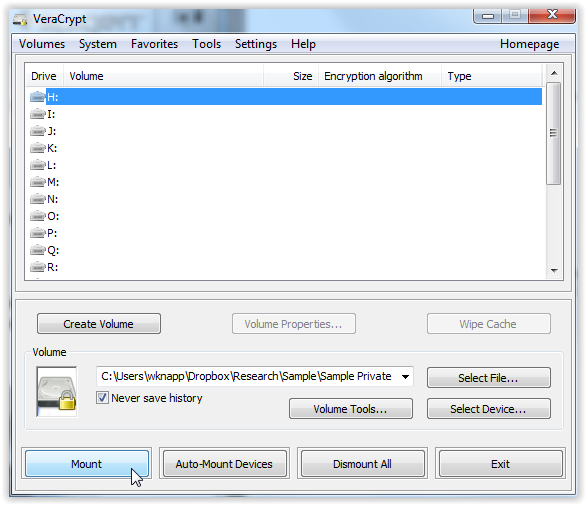 VeraCrypt
Volumes System Favorites Tools Settings Help Homepage
Drive Volume Size Encryption algorithm Type
H:
I:
J:
K:
L:
M:
N:
O:
P:
Q:
R:
Create Volume Volume Properties... Wipe Cache
Volume
C:\Users\wknapp\Dropbox\Research\Sample\Sample Private Select File...
Never save history
Volume Tools... Select Device...
Mount Auto-Mount Devices Dismount All Exit